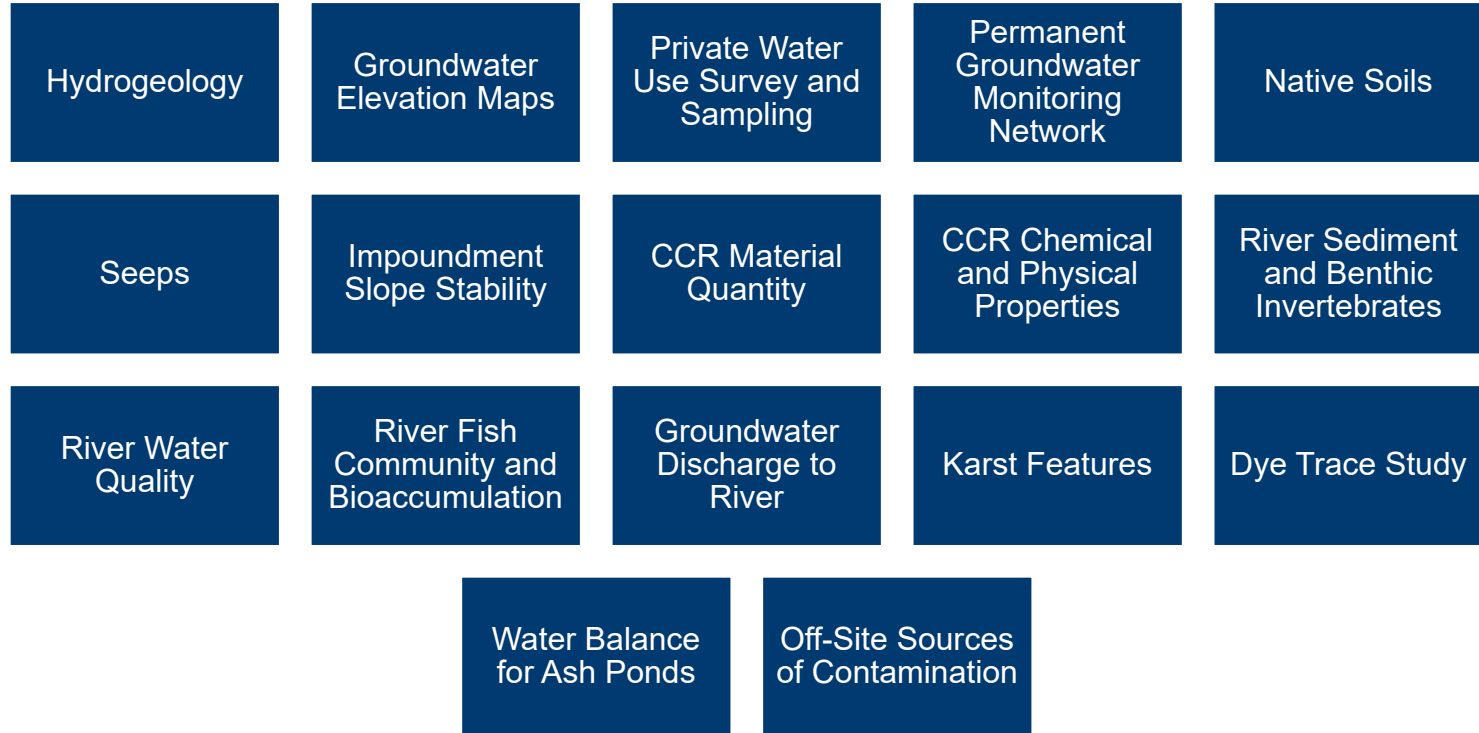 Hydrogeology
Groundwater
Elevation Maps
Private Water
Use Survey and
Sampling
Permanent
Groundwater
Monitoring
Network
Native Soils
Seeps
Impoundment
Slope Stability
CCR Material
Quantity
CCR Chemical
and Physical
Properties
River Sediment
and Benthic
Invertebrates
River Water
Quality
River Fish
Community and
Bioaccumulation
Groundwater
Discharge to
River
Karst Features
Dye Trace Study
Water Balance
for Ash Ponds
Off-Site Sources
of Contamination